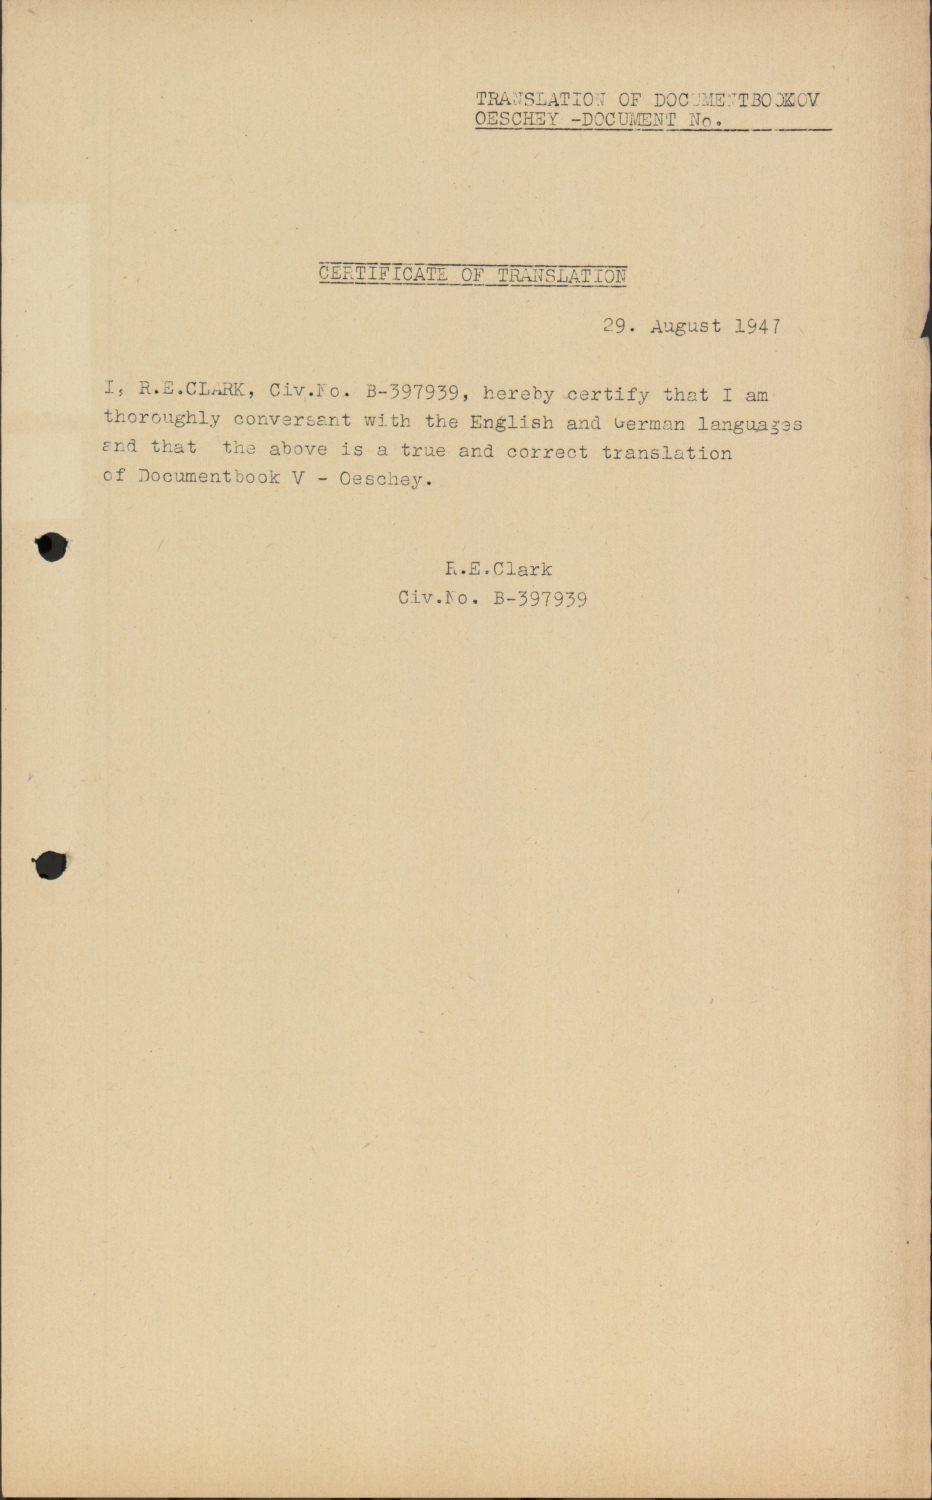 TRANSLATION OF DOCUMENTBOOK V
OESCHEY -DOCUMENT No.
CERTIFICATE OF TRANSLATION
29. August 1947
I, R.E.CLARK, Civ.No. B-397939, hereby certify that I am
thoroughly conversant with the English and German languages
and that the above is a true and correct translation
of Documentbook V - Oeschey.
R.E.Clark
Civ.No. B-397939